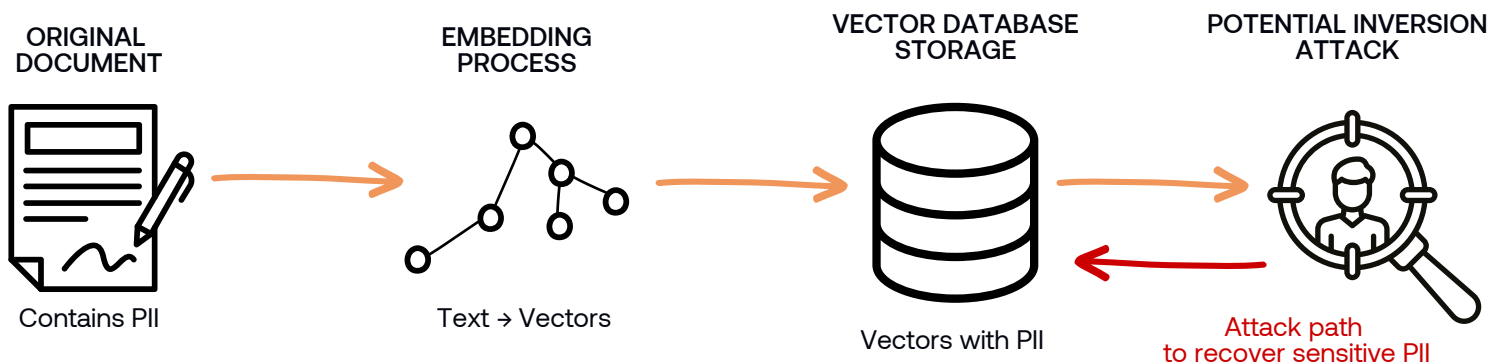 ORIGINAL
DOCUMENT
Contains PII
EMBEDDING
PROCESS
Text → Vectors
VECTOR DATABASE
STORAGE
Vectors with PII
POTENTIAL INVERSION
ATTACK
Attack path
to recover sensitive PII